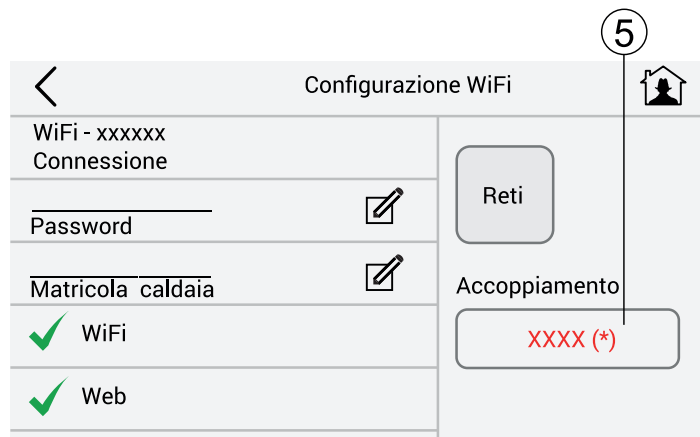 5
Configurazione WiFi
WiFi - xxxxxx
Connessione
Password
Matricola caldaia
WiFi
Web
Reti
Accoppiamento
XXXX (*)